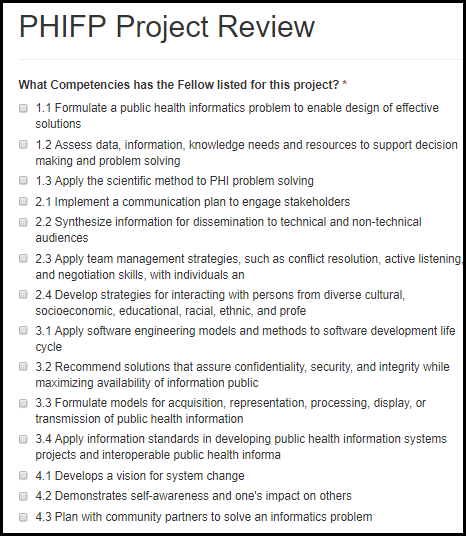 PHIFP Project Review
What Competencies has the Fellow listed for this project? *
1.1 Formulate a public health informatics problem to enable design of effective
solutions
1.2 Assess data, information, knowledge needs and resources to support decision
making and problem solving
1.3 Apply the scientific method to PHI problem solving
2.1 Implement a communication plan to engage stakeholders
2.2 Synthesize information for dissemination to technical and non-technical
audiences
2.3 Apply team management strategies, such as conflict resolution, active listening,
and negotiation skills, with individuals an
2.4 Develop strategies for interacting with persons from diverse cultural,
socioeconomic, educational, racial, ethnic, and profe
3.1 Apply software engineering models and methods to software development life
cycle
3.2 Recommend solutions that assure confidentiality, security, and integrity while
maximizing availability of information public
3.3 Formulate models for acquisition, representation, processing, display, or
transmission of public health information
3.4 Apply information standards in developing public health information systems
projects and interoperable public health informa
4.1 Develops a vision for system change
4.2 Demonstrates self-awareness and one's impact on others
4.3 Plan with community partners to solve an informatics problem